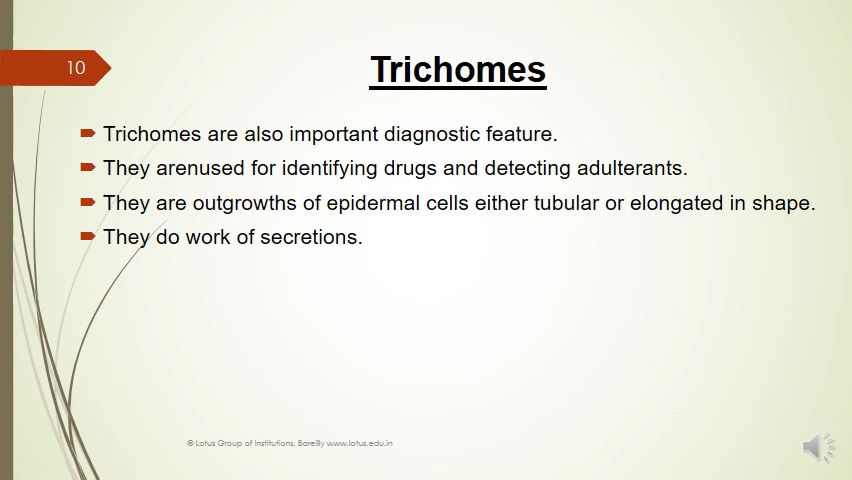 10
Trichomes
Trichomes are also important diagnostic feature.
They arenused for identifying drugs and detecting adulterants.
They are outgrowths of epidermal cells either tubular or elongated in shape.
They do work of secretions.
® Lotus Group of Institutions, Bareilly www.lotus.edu.in